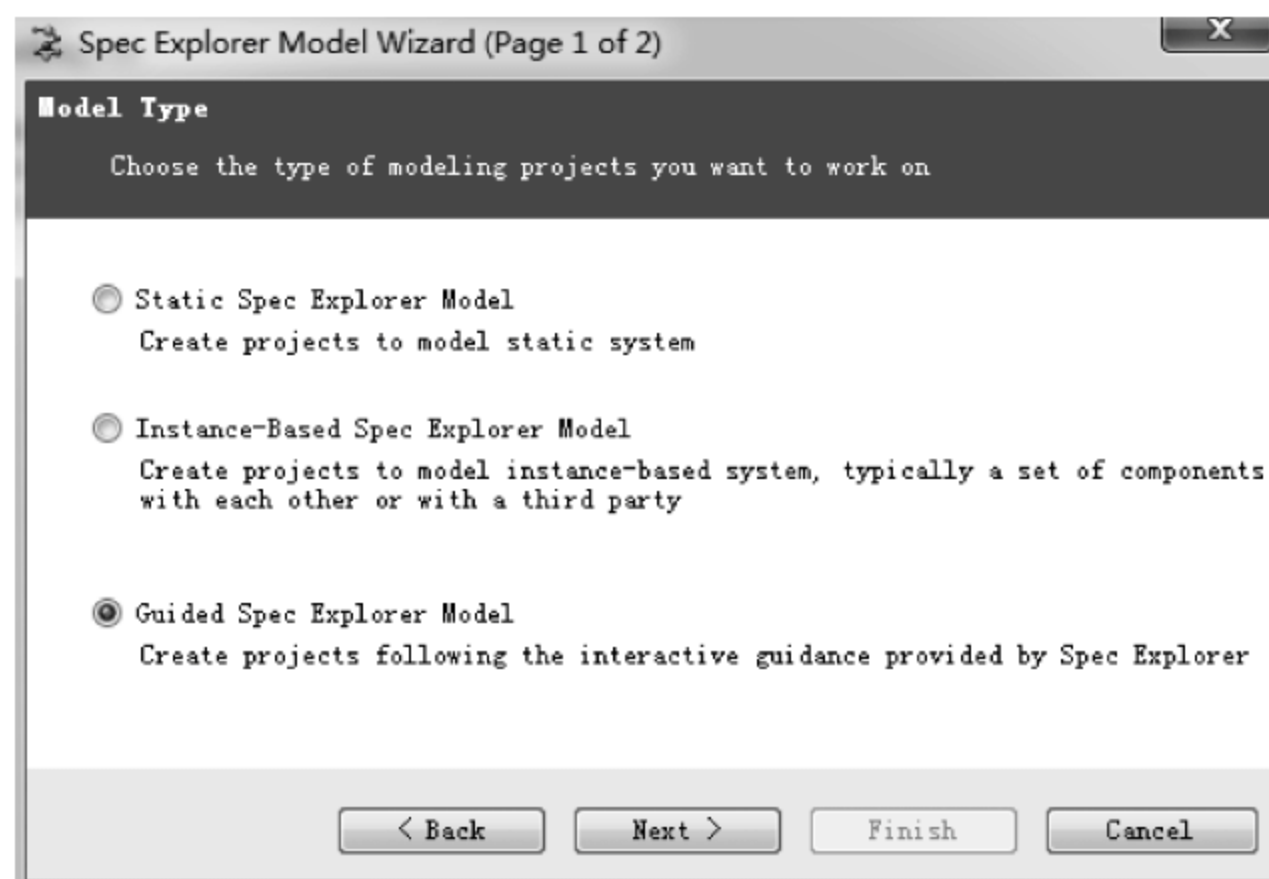 Spec Explorer Model Wizard (Page 1 of 2)
Model Type
Choose the type of modeling projects you want to work on
Static Spec Explorer Model
Create projects to model static system
Instance-Based Spec Explorer Model
Create projects to model instance-based system, typically a set of components
with each other or with a third party
Guided Spec Explorer Model
Create projects following the interactive guidance provided by Spec Explorer
< Back Next > Finish Cancel